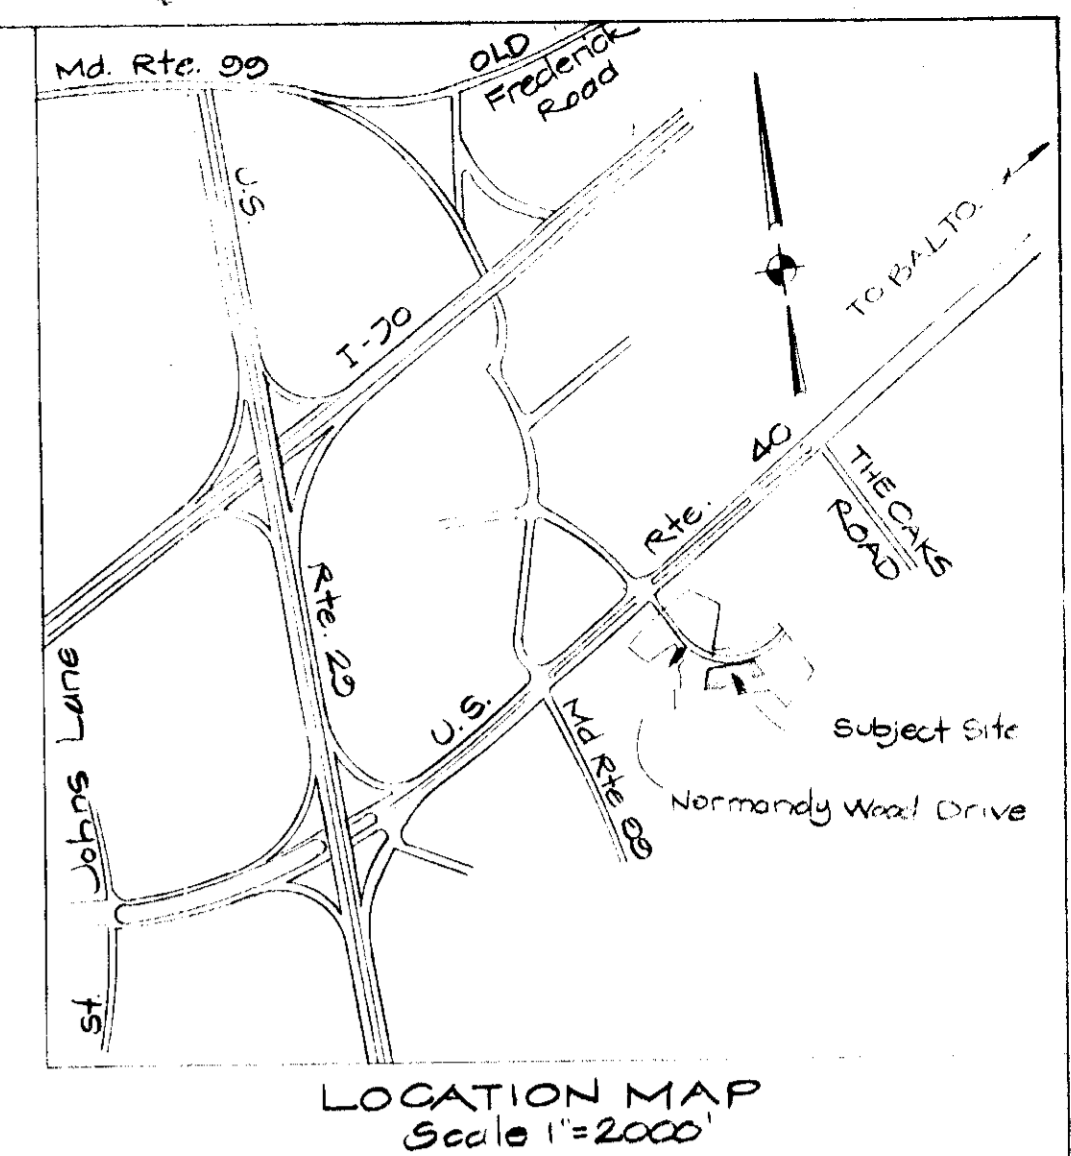 Md. Rte. 99
OLD
Frederick
Road
U.S.
I-70
TO BALTO.
Rte. 40
THE OAKS
ROAD
Rte. 29
U.S.
St. Johns Lane
Md Rte 99
Subject Site
Normandy Wood Drive
LOCATION MAP
Scale 1"=2000'